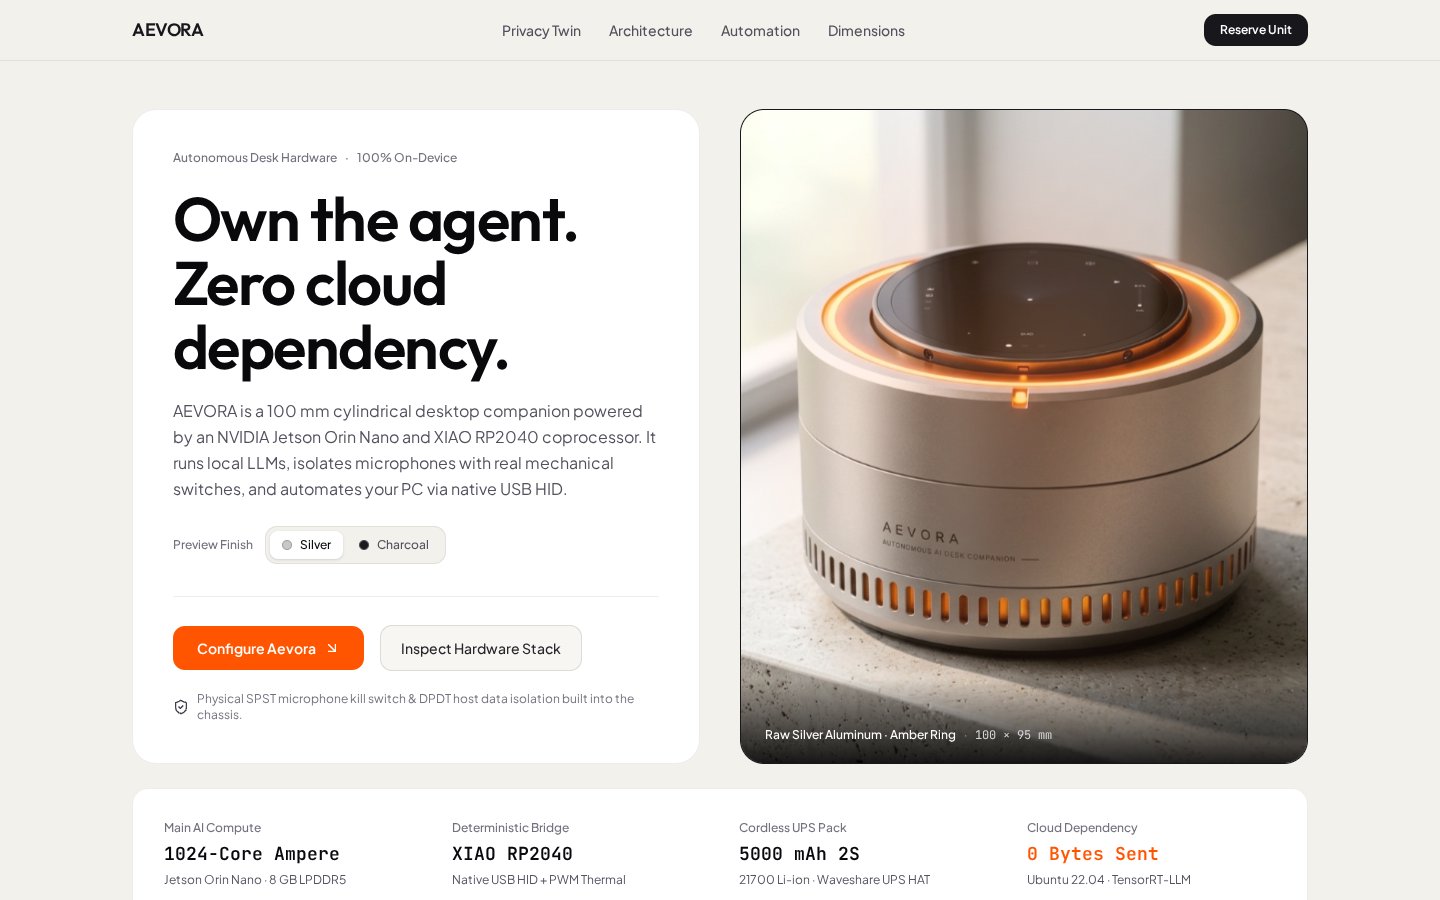 AEVORA
Privacy Twin
Architecture
Automation
Dimensions
Reserve Unit
Autonomous Desk Hardware · 100% On-Device
Own the agent.
Zero cloud
dependency.
AEVORA is a 100 mm cylindrical desktop companion powered
by an NVIDIA Jetson Orin Nano and XIAO RP2040 coprocessor. It
runs local LLMs, isolates microphones with real mechanical
switches, and automates your PC via native USB HID.
Preview Finish
Silver
Charcoal
Configure Aevora
Inspect Hardware Stack
Physical SPST microphone kill switch & DPDT host data isolation built into the
chassis.
AEVORA
AUTONOMOUS AI DESK COMPANION
Raw Silver Aluminum · Amber Ring · 100 × 95 mm
Main AI Compute
1024-Core Ampere
Jetson Orin Nano · 8 GB LPDDR5
Deterministic Bridge
XIAO RP2040
Native USB HID + PWM Thermal
Cordless UPS Pack
5000 mAh 2S
21700 Li-ion · Waveshare UPS HAT
Cloud Dependency
0 Bytes Sent
Ubuntu 22.04 · TensorRT-LLM